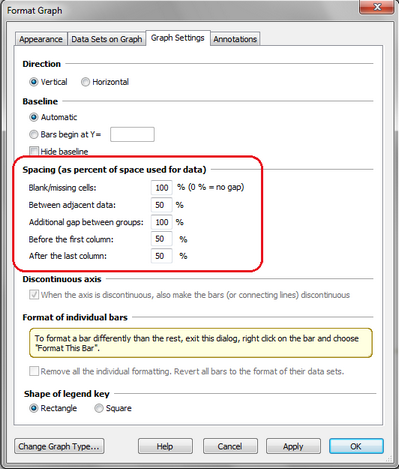 Format Graph
Appearance Data Sets on Graph Graph Settings Annotations
Direction
Vertical Horizontal
Baseline
Automatic
Bars begin at Y=
Hide baseline
Spacing (as percent of space used for data)
Blank/missing cells: 100 % (0 % = no gap)
Between adjacent data: 50 %
Additional gap between groups: 100 %
Before the first column: 50 %
After the last column: 50 %
Discontinuous axis
When the axis is discontinuous, also make the bars (or connecting lines) discontinuous
Format of individual bars
To format a bar differently than the rest, exit this dialog, right click on the bar and choose
"Format This Bar".
Remove all the individual formatting. Revert all bars to the format of their data sets.
Shape of legend key
Rectangle Square
Change Graph Type... Help Cancel Apply OK